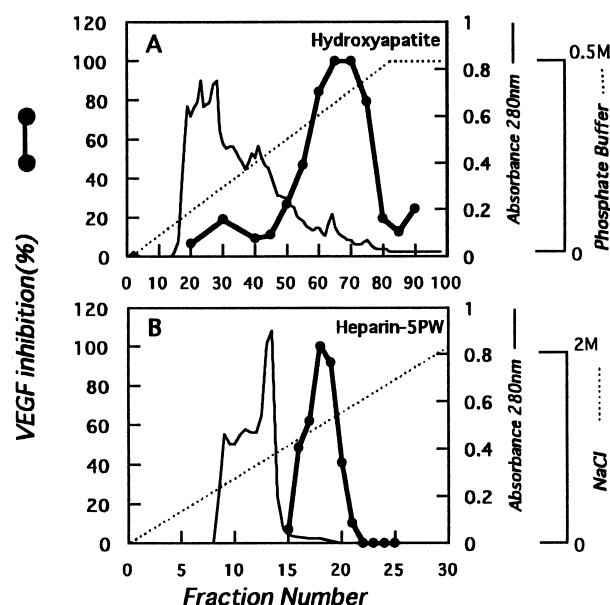 VEGF inhibition(%)
A
Hydroxyapatite
120
100
80
60
40
20
0
0 10 20 30 40 50 60 70 80 90 100
1
0.8
0.6
0.4
0.2
0
Absorbance 280nm
0.5M
0
Phosphate Buffer
B
Heparin-5PW
120
100
80
60
40
20
0
0 5 10 15 20 25 30
1
0.8
0.6
0.4
0.2
0
Absorbance 280nm
2M
0
NaCl
Fraction Number